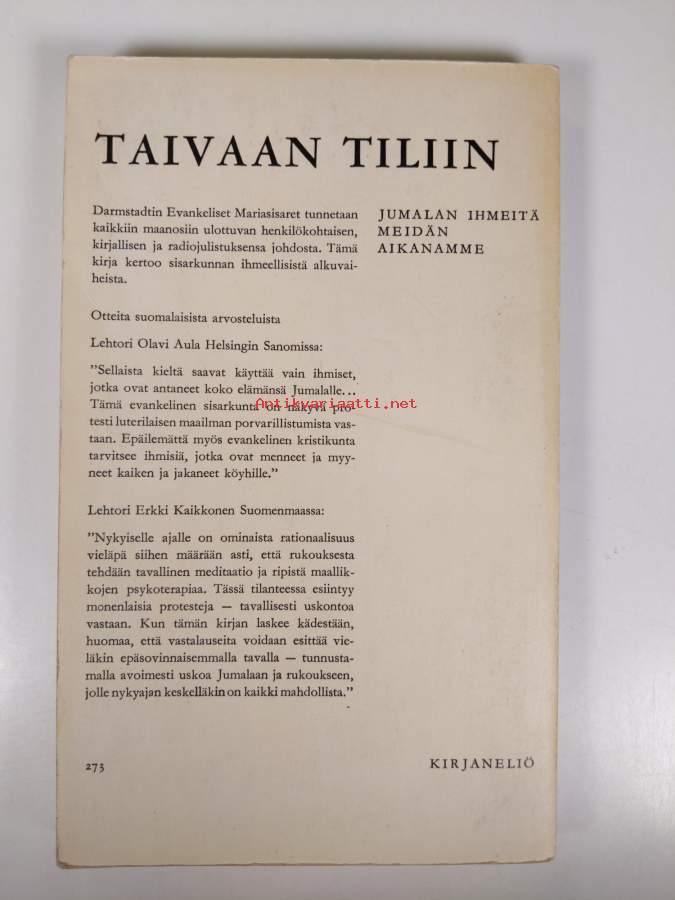 TAIVAAN TILIIN
Darmstadtin Evankeliset Mariasisaret tunnetaan
kaikkiin maanosiin ulottuvan henkilökohtaisen,
kirjallisen ja radiojulistuksensa johdosta. Tämä
kirja kertoo sisarkunnan ihmeellisistä alkuvai-
heista.
JUMALAN IHMEITÄ
MEIDÄN
AIKANAMME
Otteita suomalaisista arvosteluista
Lehtori Olavi Aula Helsingin Sanomissa:
"Sellaista kieltä saavat käyttää vain ihmiset,
jotka ovat antaneet koko elämänsä Jumalalle...
Tämä evankelinen sisarkunta on näkyvä pro-
testi luterilaisen maailman porvarillistumista vas-
taan. Epäilemättä myös evankelinen kristikunta
tarvitsee ihmisiä, jotka ovat menneet ja myy-
neet kaiken ja jakaneet köyhille."
Antikvariaatti.net
Lehtori Erkki Kaikkonen Suomenmaassa:
"Nykyiselle ajalle on ominaista rationaalisuus
vieläpä siihen määrään asti, että rukouksesta
tehdään tavallinen meditaatio ja ripistä maallik-
kojen psykoterapiaa. Tässä tilanteessa esiintyy
monenlaisia protesteja — tavallisesti uskontoa
vastaan. Kun tämän kirjan laskee kädestään,
huomaa, että vastalauseita voidaan esittää vie-
läkin epäsovinnaisemmalla tavalla — tunnusta-
malla avoimesti uskoa Jumalaan ja rukoukseen,
jolle nykyajan keskelläkin on kaikki mahdollista."
273
KIRJANELIÖ